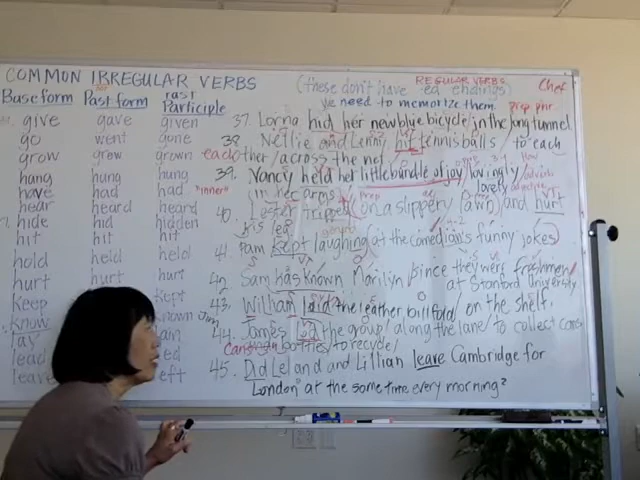 COMMON IRREGULAR VERBS (these don't have "ed" endings) REGULAR VERBS Chef
we need to memorize them. prep phr.
Base form Past form Past Participle
give gave given
go went gone
grow grew grown
hang hung hung
have had had "inner"
hear heard heard
hide hid hidden
hit hit hit
hold held held
hurt hurt hurt
keep kept
know known
lay
lead led
leave left
37. Lorna hid her new blue bicycle in the long tunnel
38. Nellie and Lenny hit tennis balls / to each
other / across the net
39. Nancy held her little bundle of joy / lovingly / how adverb
in her arms lovely adjective
40. Lester tripped (on a slippery lawn) and hurt
his leg
41. Pam kept laughing (at the comedian's funny jokes)
42 Sam has known Marilyn / since they were freshmen
at Stanford University
43. William laid the leather billfold / on the shelf.
44. James led the group / along the lane / to collect cans
bottles / to recycle /
45. Did Leland and Lillian leave Cambridge for
London at the same time every morning?